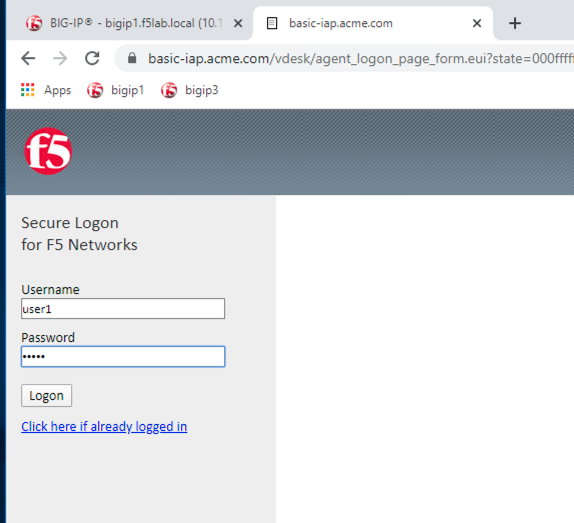 BIG-IP® - bigip1.f5lab.local (10.1
basic-iap.acme.com
basic-iap.acme.com/vdesk/agent_logon_page_form.eui?state=000fffff
Apps bigip1 bigip3
f5
Secure Logon
for F5 Networks
Username
user1
Password
•••••
Logon
Click here if already logged in